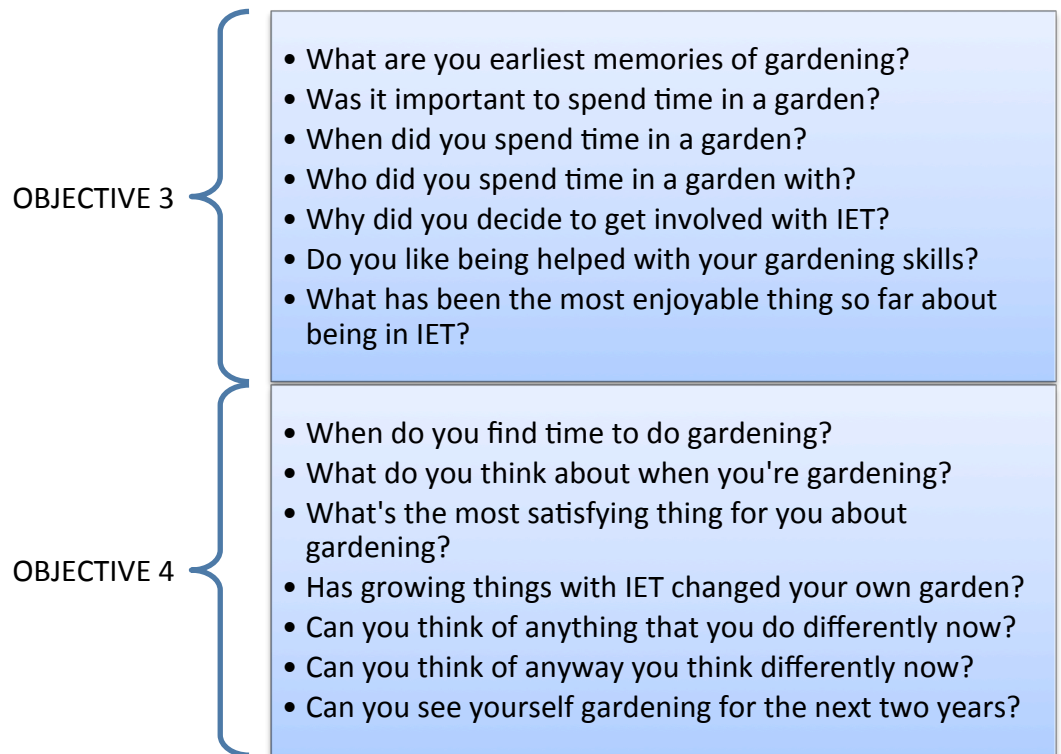 OBJECTIVE 3
• What are you earliest memories of gardening?
• Was it important to spend time in a garden?
• When did you spend time in a garden?
• Who did you spend time in a garden with?
• Why did you decide to get involved with IET?
• Do you like being helped with your gardening skills?
• What has been the most enjoyable thing so far about
being in IET?
OBJECTIVE 4
• When do you find time to do gardening?
• What do you think about when you're gardening?
• What's the most satisfying thing for you about
gardening?
• Has growing things with IET changed your own garden?
• Can you think of anything that you do differently now?
• Can you think of anyway you think differently now?
• Can you see yourself gardening for the next two years?